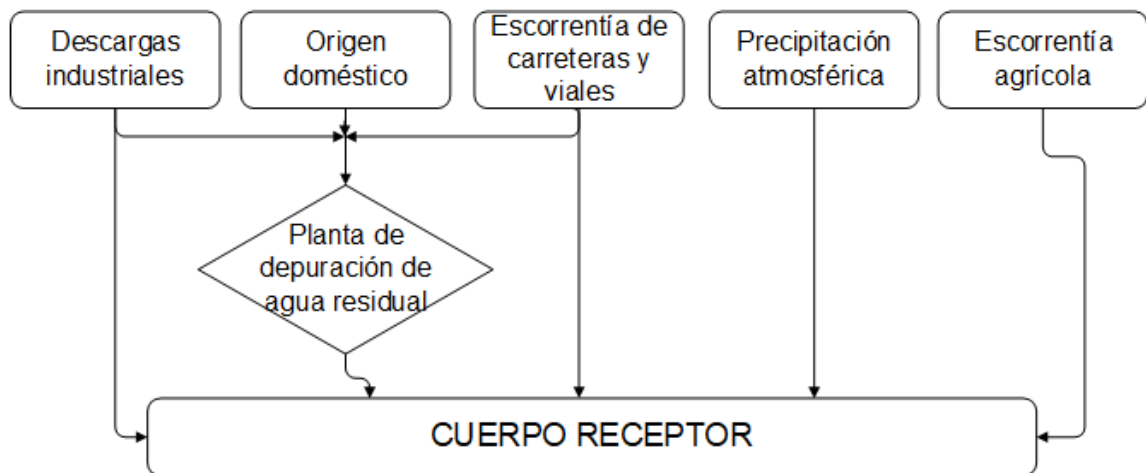 Descargas
industriales
Origen
doméstico
Escorrentía de
carreteras y
viales
Precipitación
atmosférica
Escorrentía
agrícola
Planta de
depuración de
agua residual
CUERPO RECEPTOR